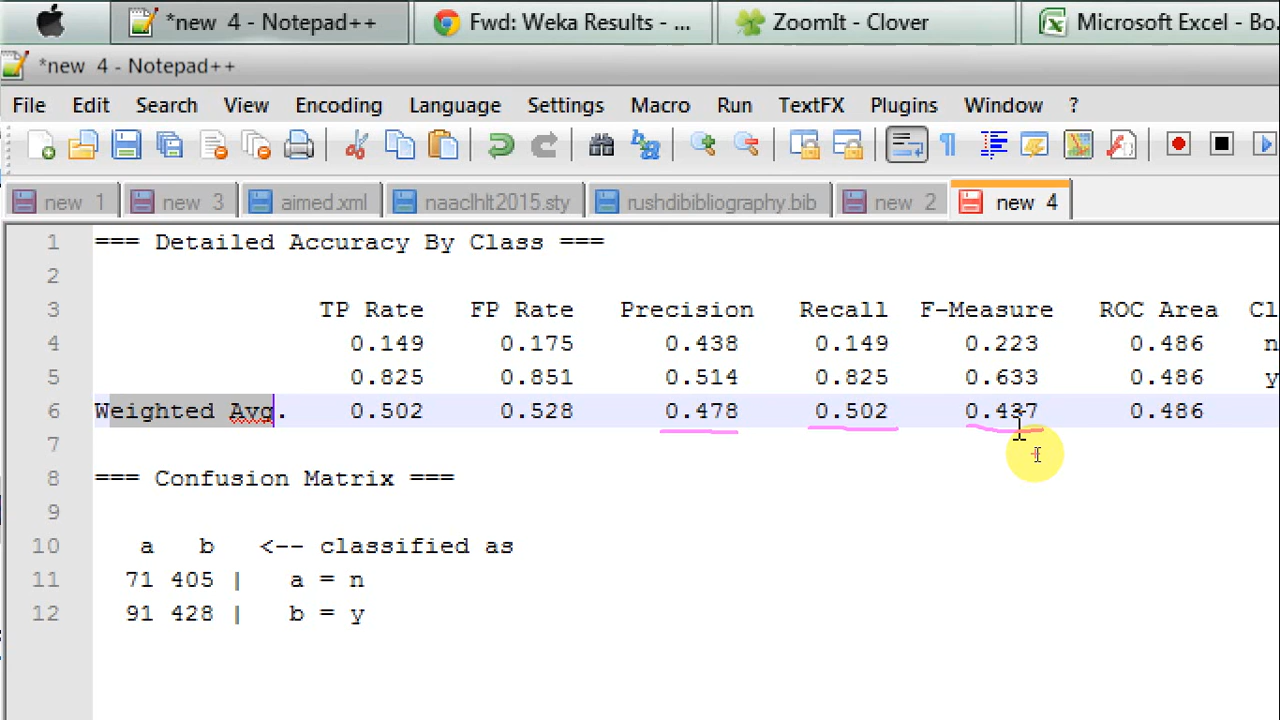 *new 4 - Notepad++ Fwd: Weka Results - ... ZoomIt - Clover Microsoft Excel - Bo
*new 4 - Notepad++
File Edit Search View Encoding Language Settings Macro Run TextFX Plugins Window ?
new 1 new 3 aimed.xml naaclhlt2015.sty rushdibibliography.bib new 2 new 4
1 === Detailed Accuracy By Class ===
2
3 TP Rate FP Rate Precision Recall F-Measure ROC Area Cl
4 0.149 0.175 0.438 0.149 0.223 0.486 n
5 0.825 0.851 0.514 0.825 0.633 0.486 y
6 Weighted Avg. 0.502 0.528 0.478 0.502 0.437 0.486
7
8 === Confusion Matrix ===
9
10 a b <-- classified as
11 71 405 | a = n
12 91 428 | b = y